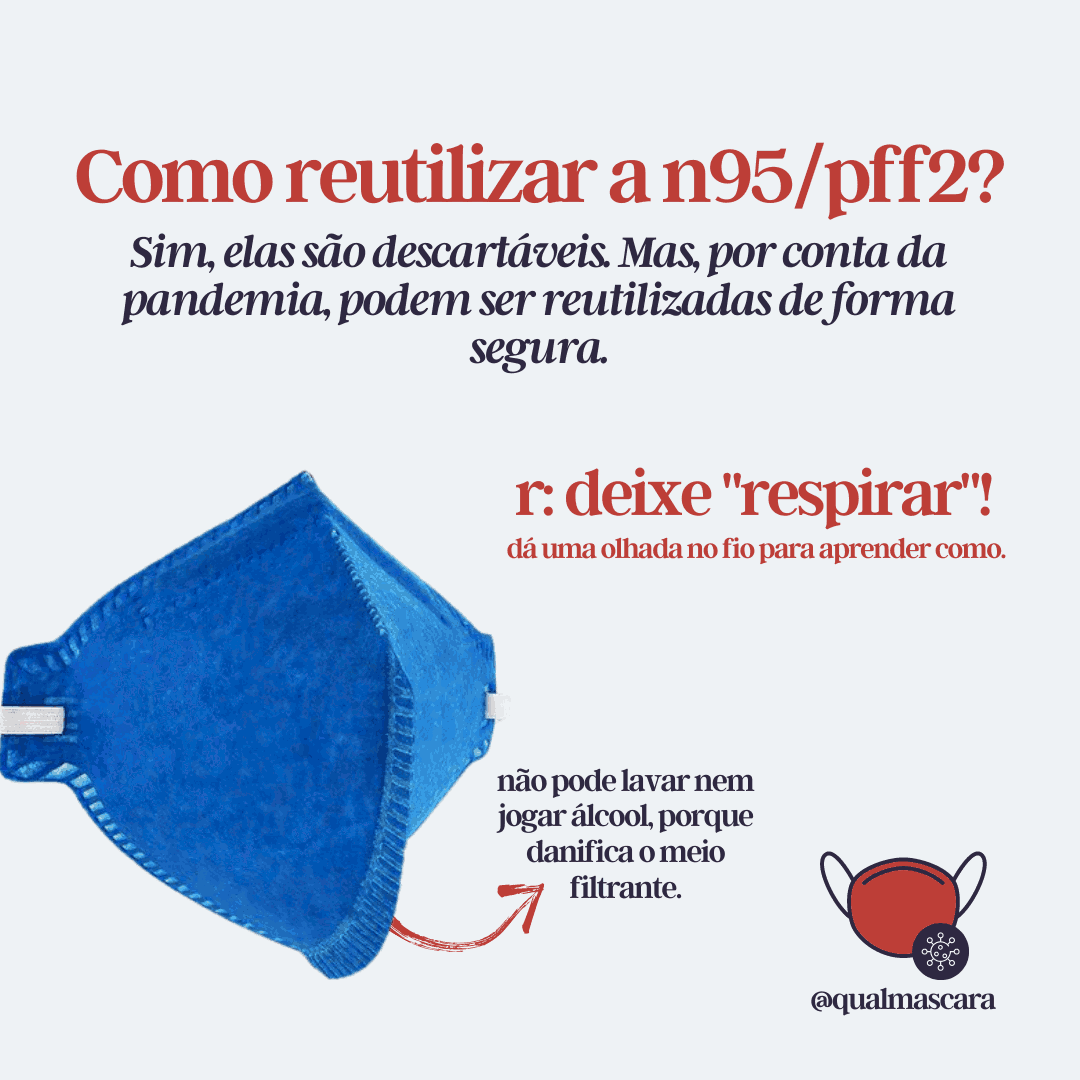 Como reutilizar a n95/pff2?
Sim, elas são descartáveis. Mas, por conta da
pandemia, podem ser reutilizadas de forma
segura.
r: deixe "respirar"!
dá uma olhada no fio para aprender como.
não pode lavar nem
jogar álcool, porque
danifica o meio
filtrante.
@qualmascara